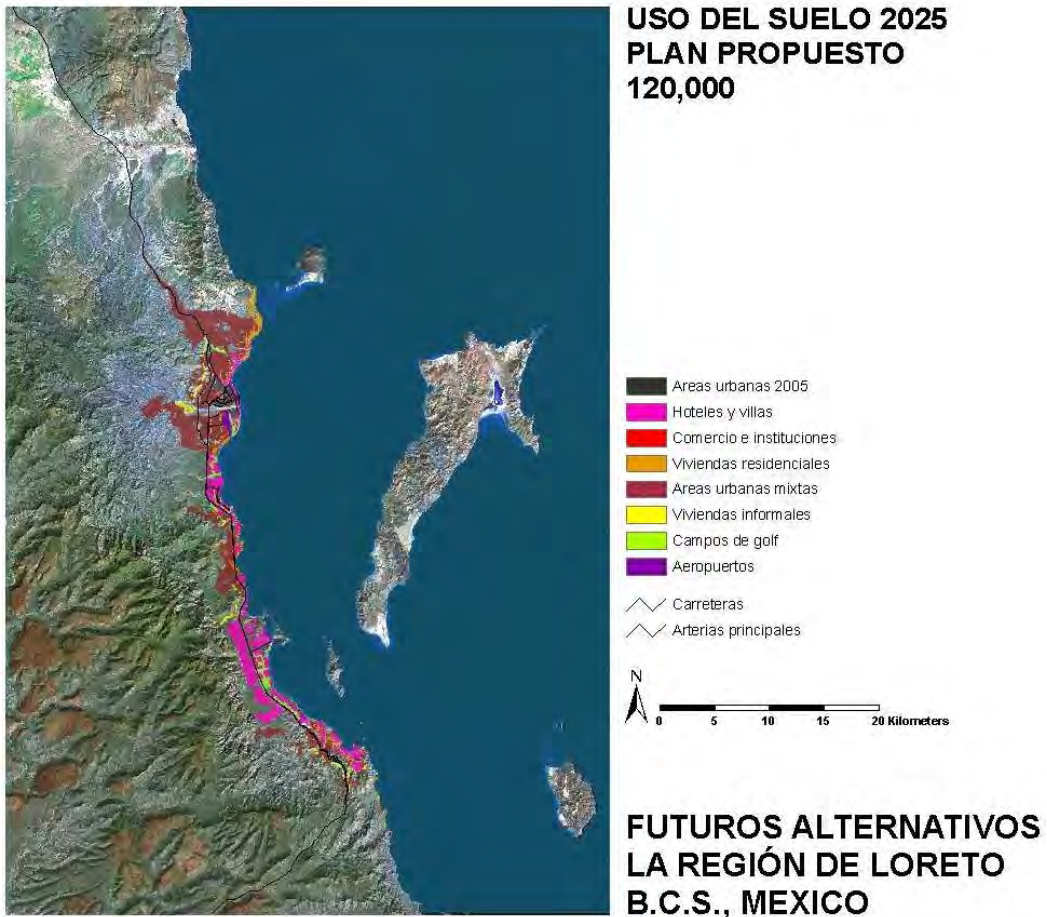 USO DEL SUELO 2025
PLAN PROPUESTO
120,000
Areas urbanas 2005
Hoteles y villas
Comercio e instituciones
Viviendas residenciales
Areas urbanas mixtas
Viviendas informales
Campos de golf
Aeropuertos
Carreteras
Arterias principales
N
0 5 10 15 20 Kilometers
FUTUROS ALTERNATIVOS
LA REGIÓN DE LORETO
B.C.S., MEXICO